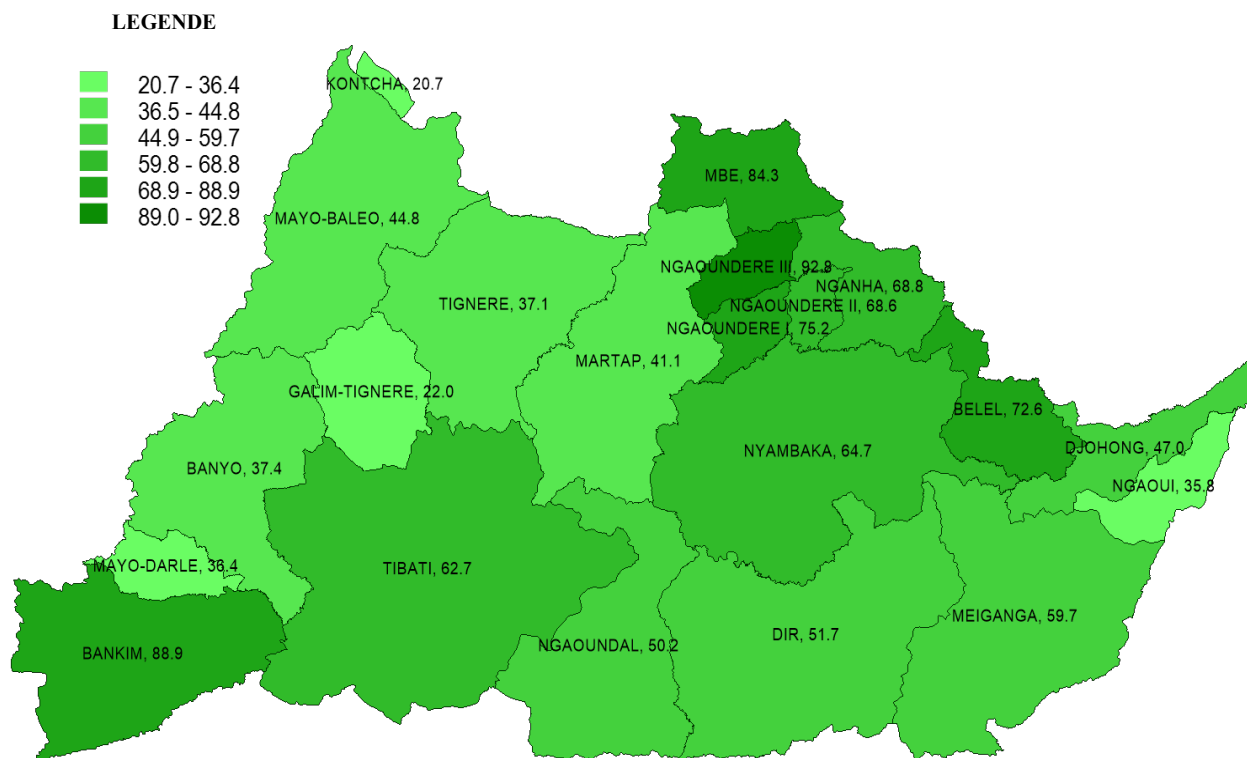 LEGENDE
20.7 - 36.4
36.5 - 44.8
44.9 - 59.7
59.8 - 68.8
68.9 - 88.9
89.0 - 92.8
KONTCHA, 20.7
MBE, 84.3
MAYO-BALEO, 44.8
NGAOUNDERE III, 92.8
NGANHA, 68.8
TIGNERE, 37.1
NGAOUNDERE II, 68.6
NGAOUNDERE I, 75.2
MARTAP, 41.1
GALIM-TIGNERE, 22.0
BELEL, 72.6
DJOHONG, 47.0
NYAMBAKA, 64.7
BANYO, 37.4
NGAOUI, 35.8
MAYO-DARLE, 36.4
TIBATI, 62.7
MEIGANGA, 59.7
DIR, 51.7
NGAOUNDAL, 50.2
BANKIM, 88.9